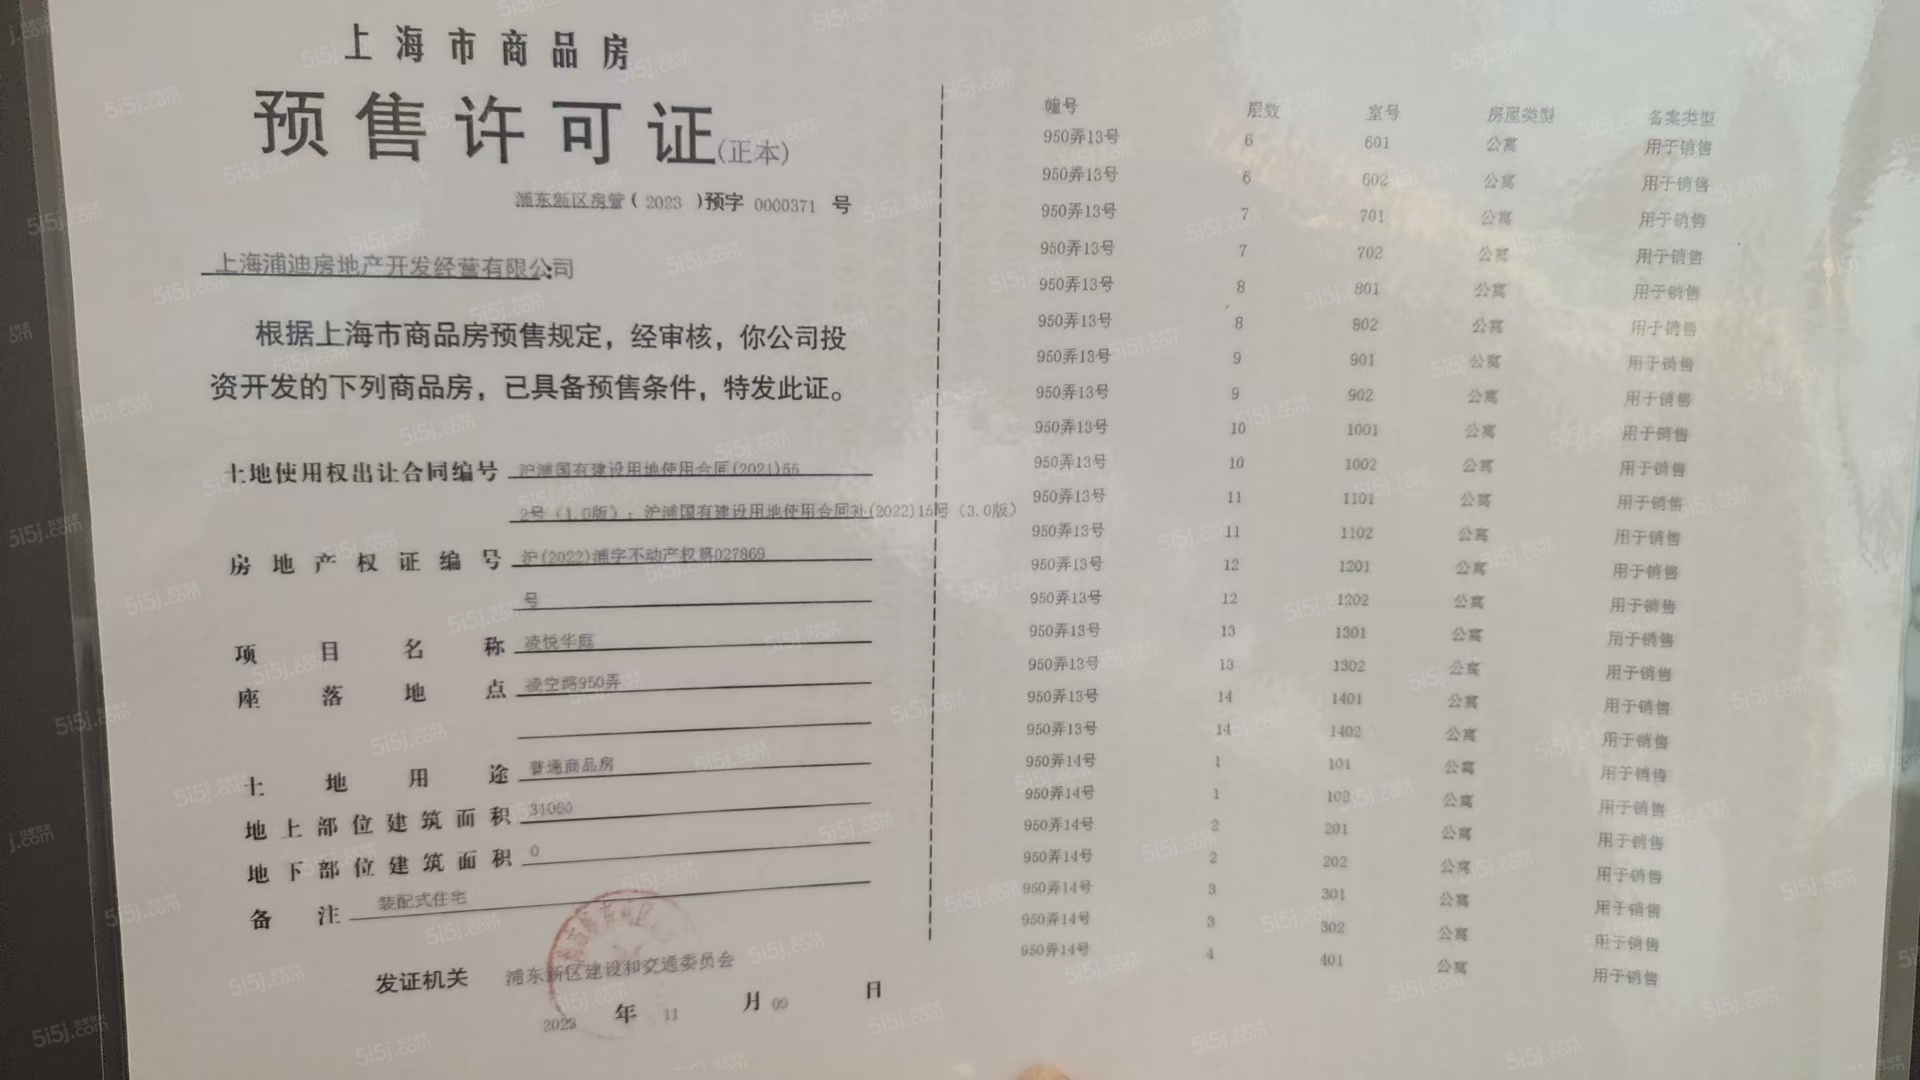 上海市商品房
预售许可证(正本)
浦东新区房管(2023)预字0000371号
上海浦迪房地产开发经营有限公司:
根据上海市商品房预售规定，经审核，你公司投
资开发的下列商品房，已具备预售条件，特发此证。
土地使用权出让合同编号 沪浦国有建设用地使用合同(2021)55
2号（1.0版）；沪浦国有建设用地使用合同补(2022)15号（3.0版）
房地产权证编号 沪(2022)浦字不动产权第027869
号
项目名称 凌悦华庭
座落地点 凌空路950弄
土地用途 普通商品房
地上部位建筑面积
地下部位建筑面积 0
备注 装配式住宅
发证机关 浦东新区建设和交通委员会
2023年11月09日
幢号 层数 室号 房屋类型 备案类型
950弄13号 6 601 公寓 用于销售
950弄13号 6 602 公寓 用于销售
950弄13号 7 701 公寓 用于销售
950弄13号 7 702 公寓 用于销售
950弄13号 8 801 公寓 用于销售
950弄13号 8 802 公寓 用于销售
950弄13号 9 901 公寓 用于销售
950弄13号 9 902 公寓 用于销售
950弄13号 10 1001 公寓 用于销售
950弄13号 10 1002 公寓 用于销售
950弄13号 11 1101 公寓 用于销售
950弄13号 11 1102 公寓 用于销售
950弄13号 12 1201 公寓 用于销售
950弄13号 12 1202 公寓 用于销售
950弄13号 13 1301 公寓 用于销售
950弄13号 13 1302 公寓 用于销售
950弄13号 14 1401 公寓 用于销售
950弄13号 14 1402 公寓 用于销售
950弄14号 1 101 公寓 用于销售
950弄14号 1 102 公寓 用于销售
950弄14号 2 201 公寓 用于销售
950弄14号 2 202 公寓 用于销售
950弄14号 3 301 公寓 用于销售
950弄14号 3 302 公寓 用于销售
950弄14号 4 401 公寓 用于销售
5i5j.com